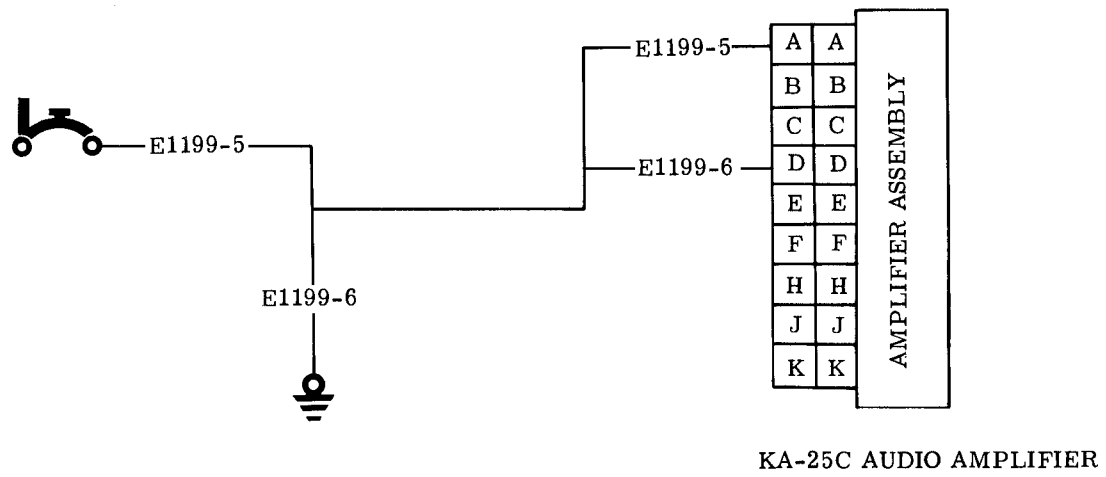 E1199-5
E1199-5
E1199-6
E1199-6
A A
B B
C C
D D
E E
F F
H H
J J
K K
AMPLIFIER ASSEMBLY
KA-25C AUDIO AMPLIFIER